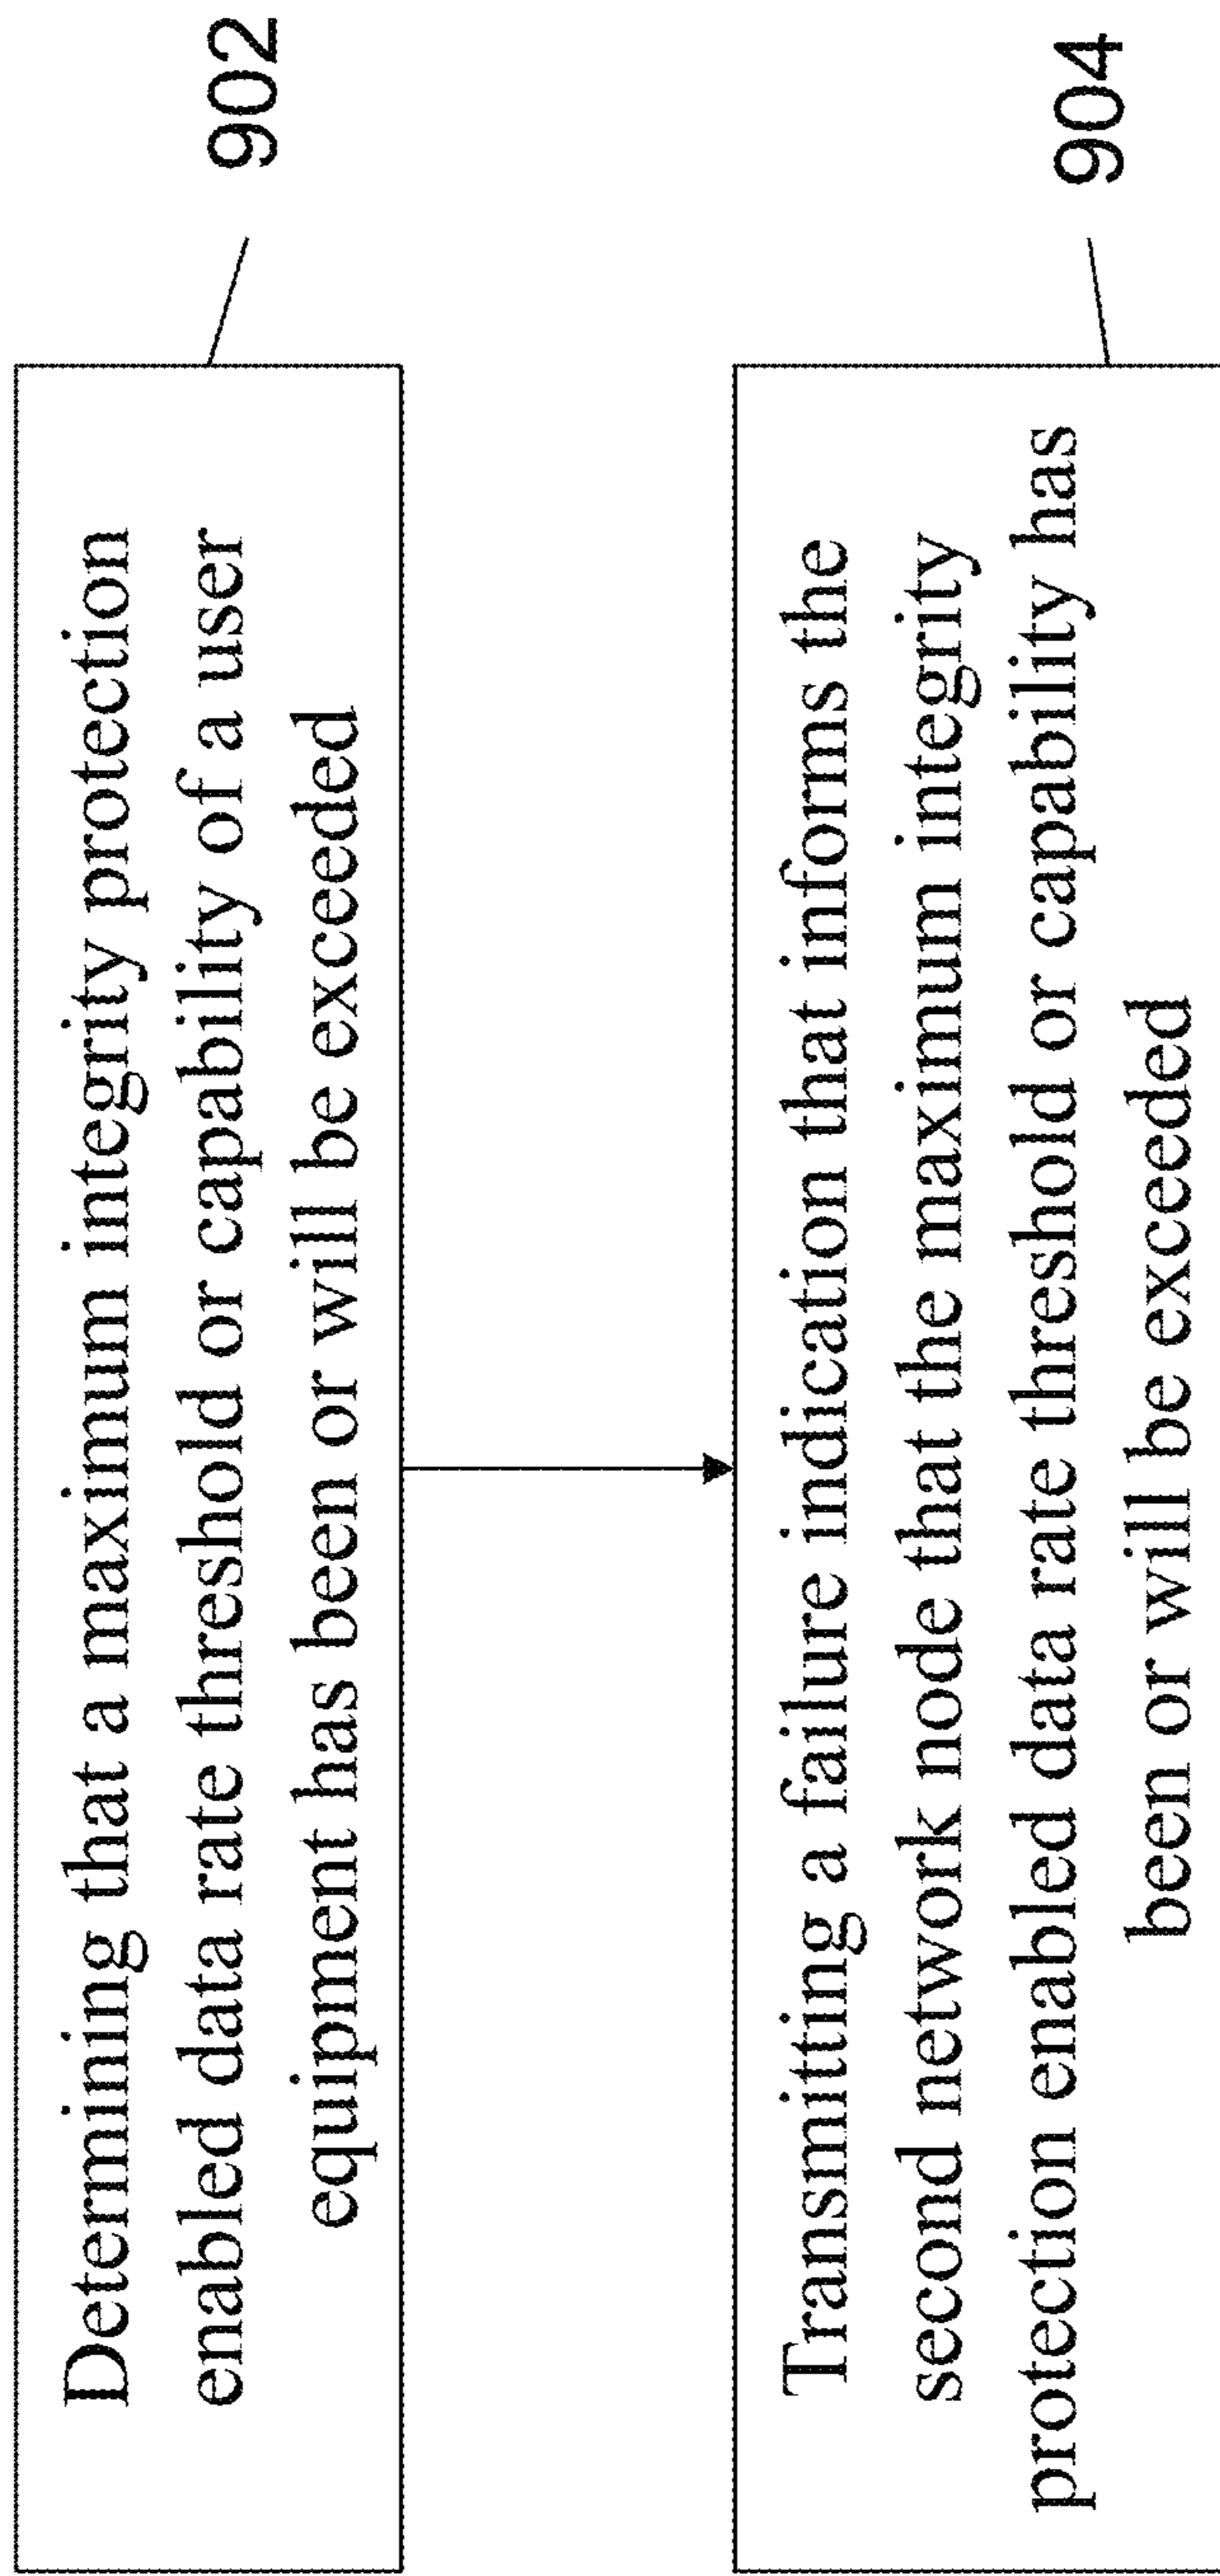 Determining that a maximum integrity protection
enabled data rate threshold or capability of a user
equipment has been or will be exceeded
902
Transmitting a failure indication that informs the
second network node that the maximum integrity
protection enabled data rate threshold or capability has
been or will be exceeded
904